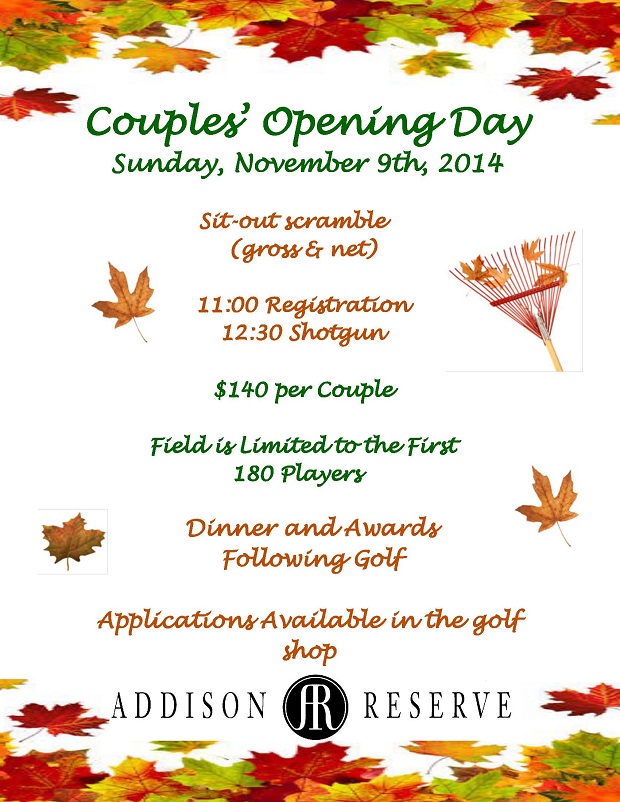 Couples' Opening Day
Sunday, November 9th, 2014
Sit-out scramble
(gross & net)
11:00 Registration
12:30 Shotgun
$140 per Couple
Field is Limited to the First
180 Players
Dinner and Awards
Following Golf
Applications Available in the golf
shop
ADDISON AR RESERVE